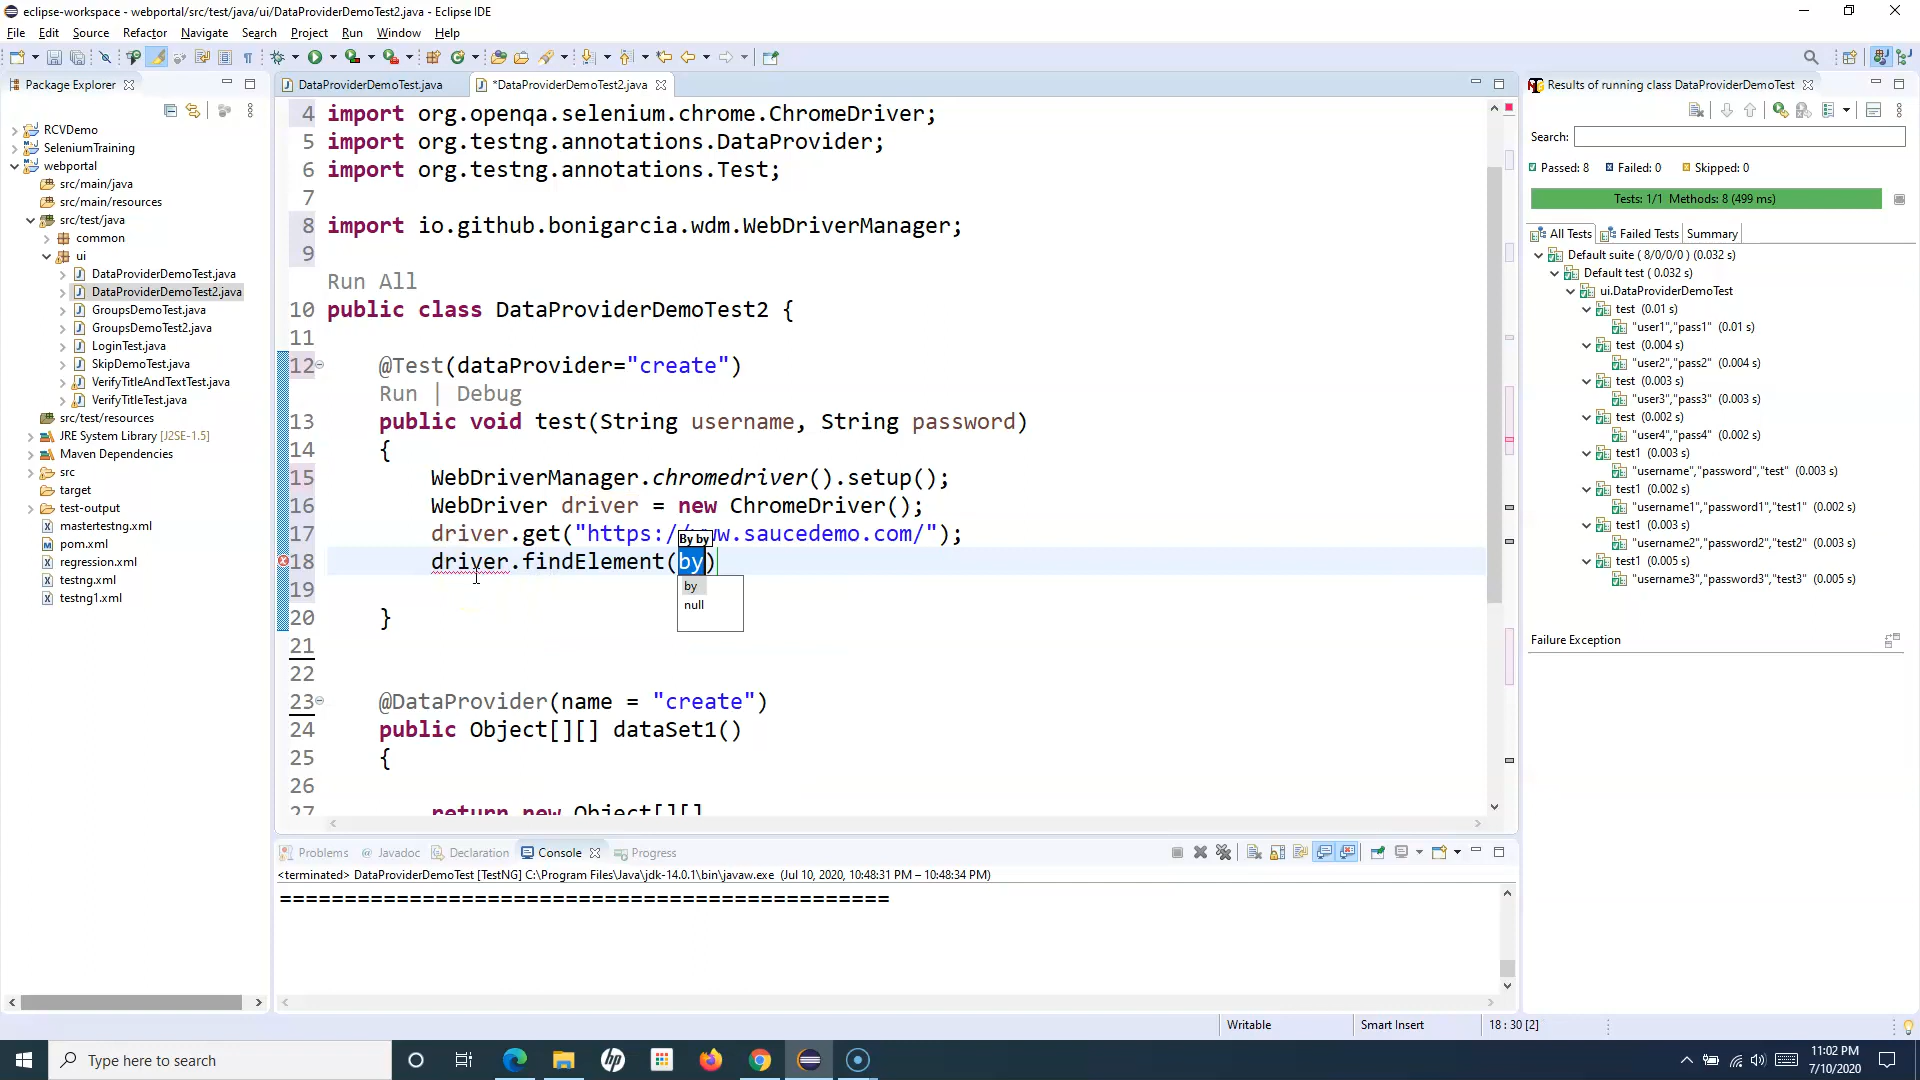 eclipse-workspace - webportal/src/test/java/ui/DataProviderDemoTest2.java - Eclipse IDE
File Edit Source Refactor Navigate Search Project Run Window Help
Package Explorer
RCVDemo
SeleniumTraining
webportal
src/main/java
src/main/resources
src/test/java
common
ui
DataProviderDemoTest.java
DataProviderDemoTest2.java
GroupsDemoTest.java
GroupsDemoTest2.java
LoginTest.java
SkipDemoTest.java
VerifyTitleAndTextTest.java
VerifyTitleTest.java
src/test/resources
JRE System Library [J2SE-1.5]
Maven Dependencies
src
target
test-output
mastertestng.xml
pom.xml
regression.xml
testng.xml
testng1.xml
DataProviderDemoTest.java *DataProviderDemoTest2.java
4 import org.openqa.selenium.chrome.ChromeDriver;
5 import org.testng.annotations.DataProvider;
6 import org.testng.annotations.Test;
7
8 import io.github.bonigarcia.wdm.WebDriverManager;
9
Run All
10 public class DataProviderDemoTest2 {
11
12 @Test(dataProvider="create")
Run | Debug
13 public void test(String username, String password)
14 {
15 WebDriverManager.chromedriver().setup();
16 WebDriver driver = new ChromeDriver();
17 driver.get("https:/ w.saucedemo.com/");
By by
18 driver.findElement(by)
by
19
null
20 }
21
22
23 @DataProvider(name = "create")
24 public Object[][] dataSet1()
25 {
26
27 return new Object[][]
Problems Javadoc Declaration Console Progress
<terminated> DataProviderDemoTest [TestNG] C:\Program Files\Java\jdk-14.0.1\bin\javaw.exe (Jul 10, 2020, 10:48:31 PM – 10:48:34 PM)
===============================================
Results of running class DataProviderDemoTest
Search:
Passed: 8 Failed: 0 Skipped: 0
Tests: 1/1 Methods: 8 (499 ms)
All Tests Failed Tests Summary
Default suite ( 8/0/0/0 ) (0.032 s)
Default test ( 0.032 s)
ui.DataProviderDemoTest
test (0.01 s)
"user1","pass1" (0.01 s)
test (0.004 s)
"user2","pass2" (0.004 s)
test (0.003 s)
"user3","pass3" (0.003 s)
test (0.002 s)
"user4","pass4" (0.002 s)
test1 (0.003 s)
"username","password","test" (0.003 s)
test1 (0.002 s)
"username1","password1","test1" (0.002 s)
test1 (0.003 s)
"username2","password2","test2" (0.003 s)
test1 (0.005 s)
"username3","password3","test3" (0.005 s)
Failure Exception
Writable Smart Insert 18 : 30 [2]
Type here to search
hp
11:02 PM
7/10/2020